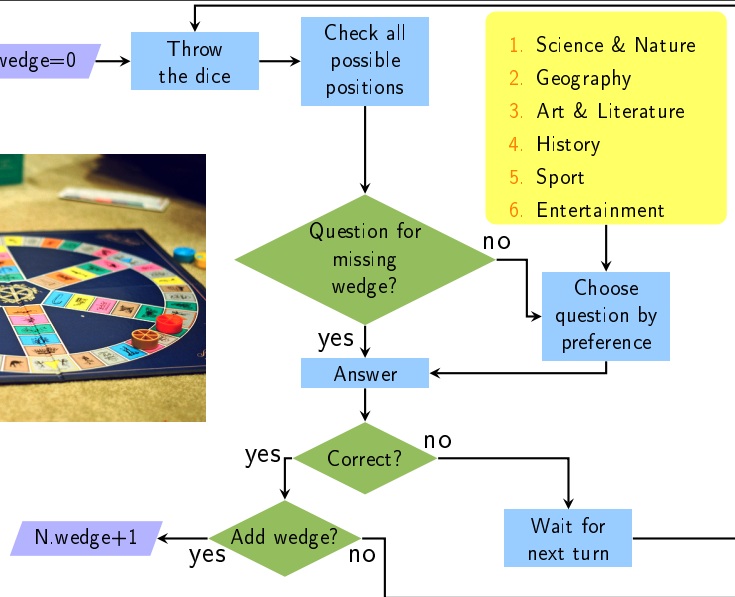 wedge=0
Throw
the dice
Check all
possible
positions
1. Science & Nature
2. Geography
3. Art & Literature
4. History
5. Sport
6. Entertainment
Question for
missing
wedge?
no
Choose
question by
preference
yes
Answer
Correct?
yes
no
Add wedge?
yes
no
N.wedge+1
Wait for
next turn